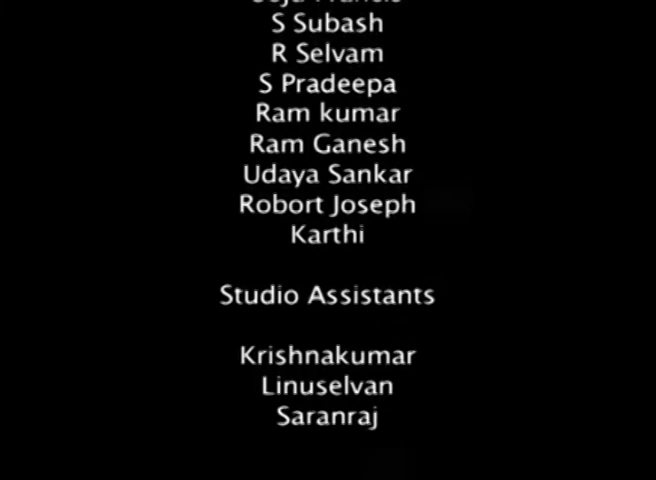 S Subash
R Selvam
S Pradeepa
Ram kumar
Ram Ganesh
Udaya Sankar
Robort Joseph
Karthi
Studio Assistants
Krishnakumar
Linuselvan
Saranraj